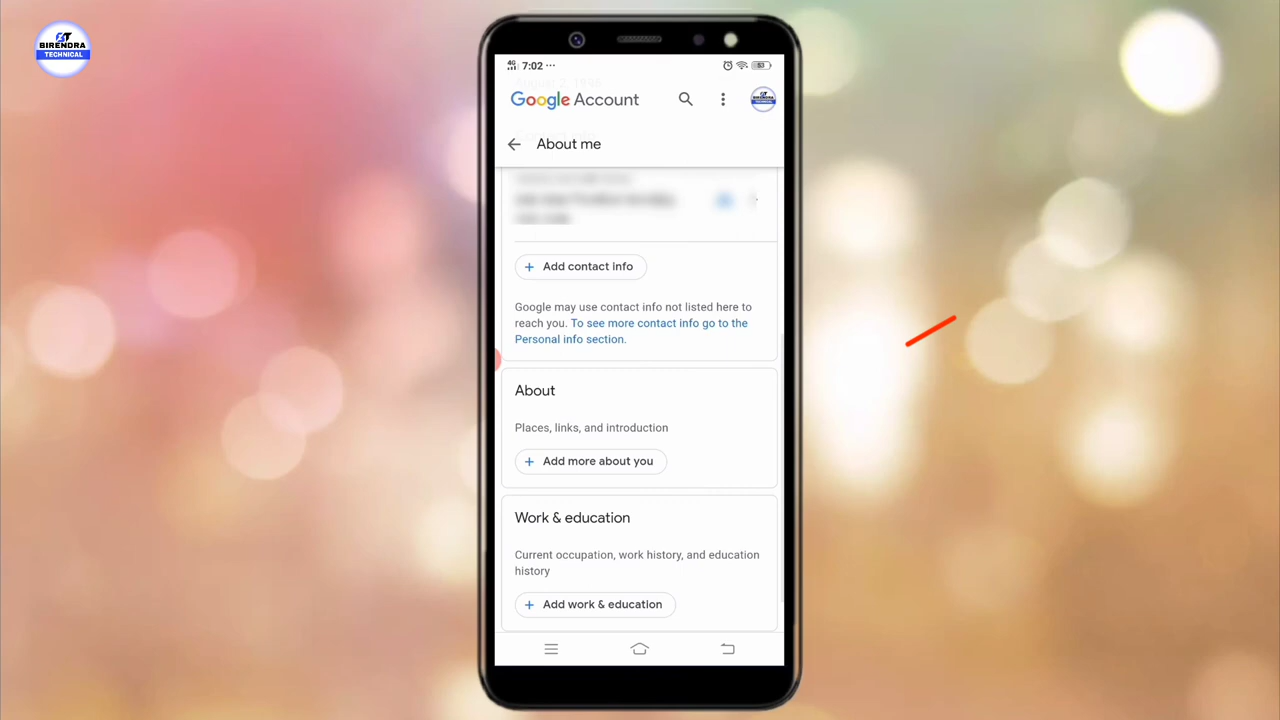 BIRENDRA
TECHNICAL
4G 7:02 ... 53
Google Account
About me
Add contact info
Google may use contact info not listed here to
reach you. To see more contact info go to the
Personal info section.
About
Places, links, and introduction
Add more about you
Work & education
Current occupation, work history, and education
history
Add work & education